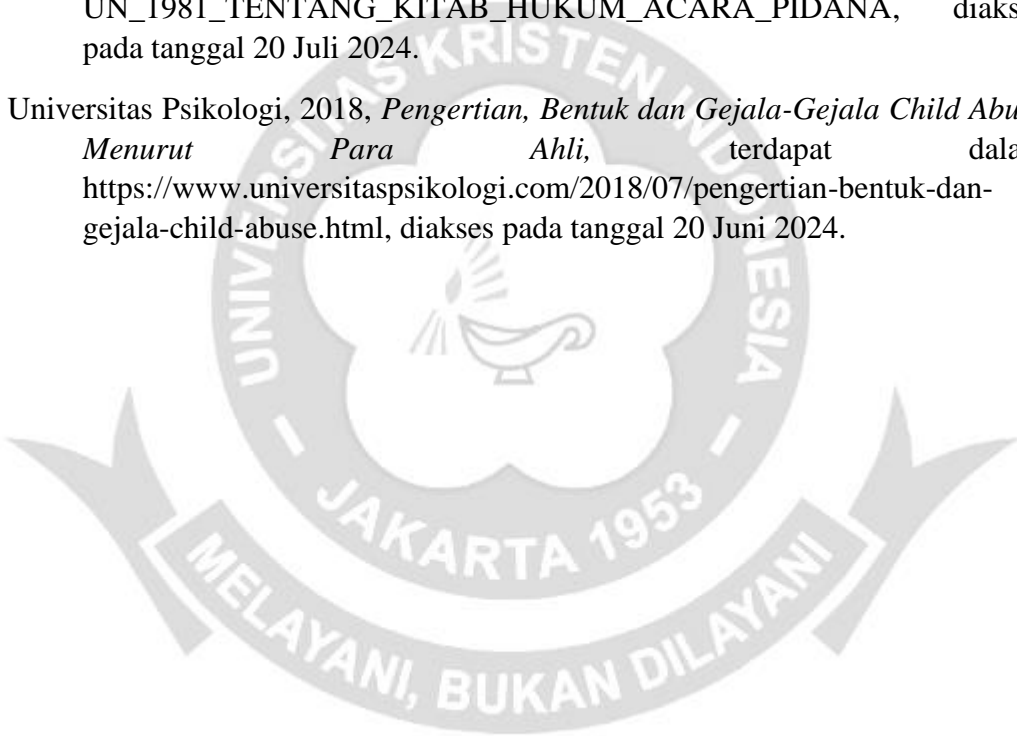 UN_1981_TENTANG_KITAB_HUKUM_ACARA_PIDANA, diaks
pada tanggal 20 Juli 2024.
Universitas Psikologi, 2018, Pengertian, Bentuk dan Gejala-Gejala Child Abu
Menurut Para Ahli, terdapat dala
https://www.universitaspsikologi.com/2018/07/pengertian-bentuk-dan-
gejala-child-abuse.html, diakses pada tanggal 20 Juni 2024.
UNIVERSITAS KRISTEN INDONESIA
- JAKARTA 1953 -
MELAYANI, BUKAN DILAYANI